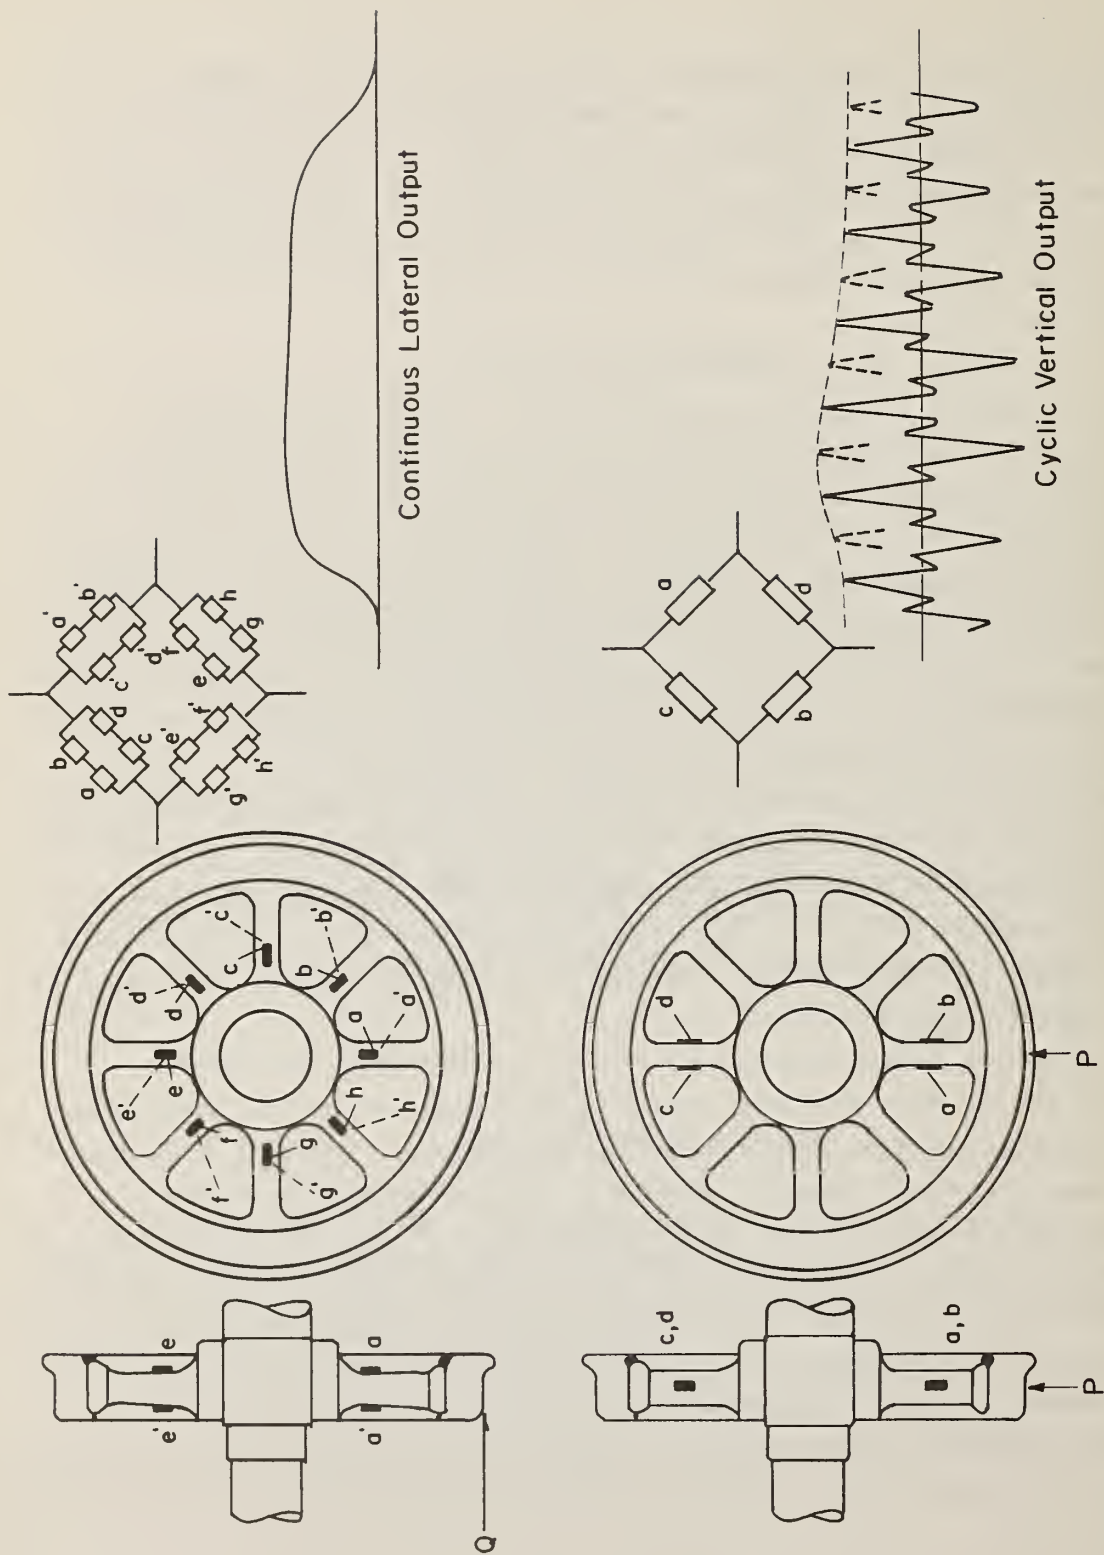 Q
e'
e
a'
a
e'
e
d'
d
c
c'
b
b'
a
a'
h
h'
g
g'
f
f'
a
b
c
d
a'
b'
c'
d'
e
f
g
h
e'
f'
g'
h'
Continuous Lateral Output
c,d
a,b
P
c
d
a
b
P
c
a
b
d
Cyclic Vertical Output